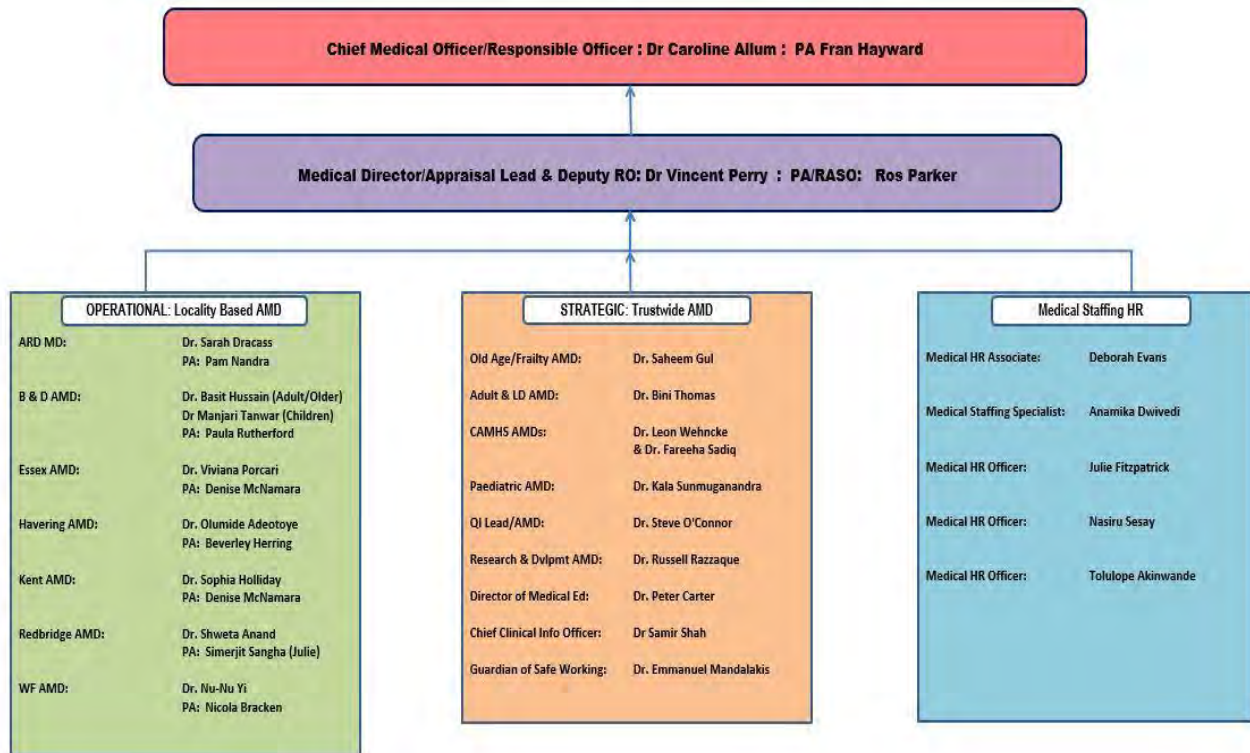 Chief Medical Officer/Responsible Officer : Dr Caroline Allum : PA Fran Hayward
Medical Director/Appraisal Lead & Deputy RO: Dr Vincent Perry : PA/RASO: Ros Parker
OPERATIONAL: Locality Based AMD
ARD MD: Dr. Sarah Dracass
PA: Pam Nandra
B & D AMD: Dr. Basit Hussain (Adult/Older)
Dr Manjari Tanwar (Children)
PA: Paula Rutherford
Essex AMD: Dr. Viviana Porcari
PA: Denise McNamara
Havering AMD: Dr. Olumide Adeotoye
PA: Beverley Herring
Kent AMD: Dr. Sophia Holliday
PA: Denise McNamara
Redbridge AMD: Dr. Shweta Anand
PA: Simerjit Sangha (Julie)
WF AMD: Dr. Nu-Nu Yi
PA: Nicola Bracken
STRATEGIC: Trustwide AMD
Old Age/Frailty AMD: Dr. Saheem Gul
Adult & LD AMD: Dr. Bini Thomas
CAMHS AMDs: Dr. Leon Wehncke
& Dr. Fareeha Sadiq
Paediatric AMD: Dr. Kala Sunmuganandra
QI Lead/AMD: Dr. Steve O'Connor
Research & Dvlpmt AMD: Dr. Russell Razzaque
Director of Medical Ed: Dr. Peter Carter
Chief Clinical Info Officer: Dr Samir Shah
Guardian of Safe Working: Dr. Emmanuel Mandalakis
Medical Staffing HR
Medical HR Associate: Deborah Evans
Medical Staffing Specialist: Anamika Dwivedi
Medical HR Officer: Julie Fitzpatrick
Medical HR Officer: Nasiru Sesay
Medical HR Officer: Tolulope Akinwande